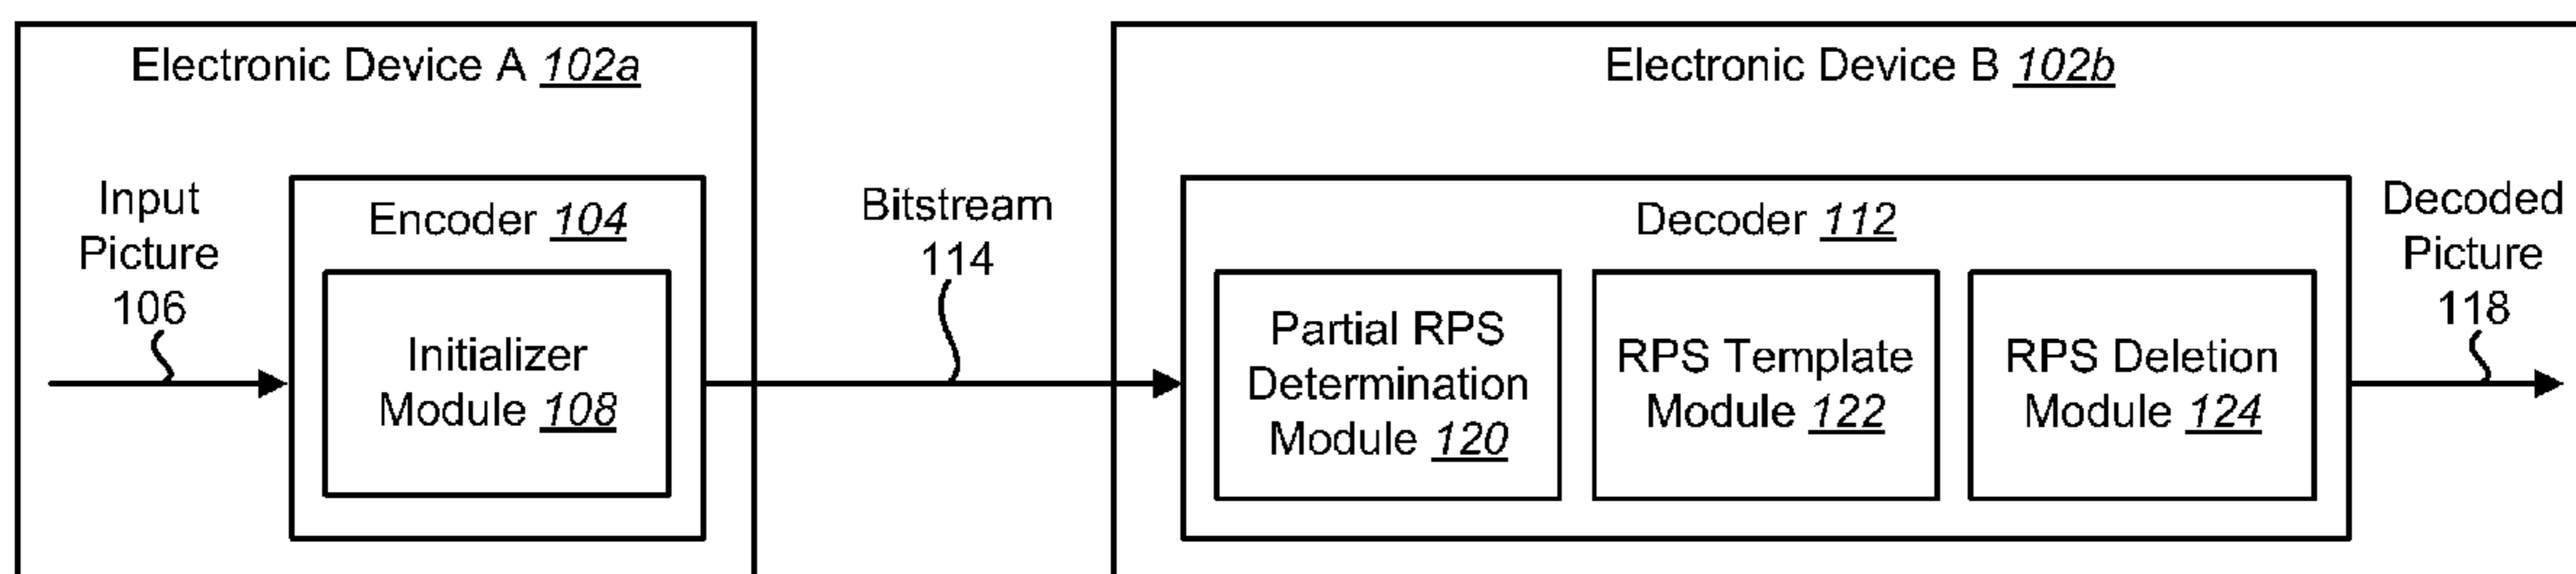 Electronic Device A 102a
Input
Picture
106
Encoder 104
Initializer
Module 108
Bitstream
114
Electronic Device B 102b
Decoder 112
Partial RPS
Determination
Module 120
RPS Template
Module 122
RPS Deletion
Module 124
Decoded
Picture
118